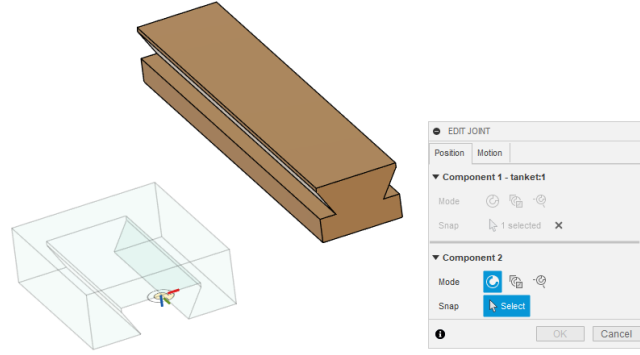 EDIT JOINT
Position Motion
Component 1 - tanket:1
Mode
Snap 1 selected
Component 2
Mode
Snap Select
OK Cancel